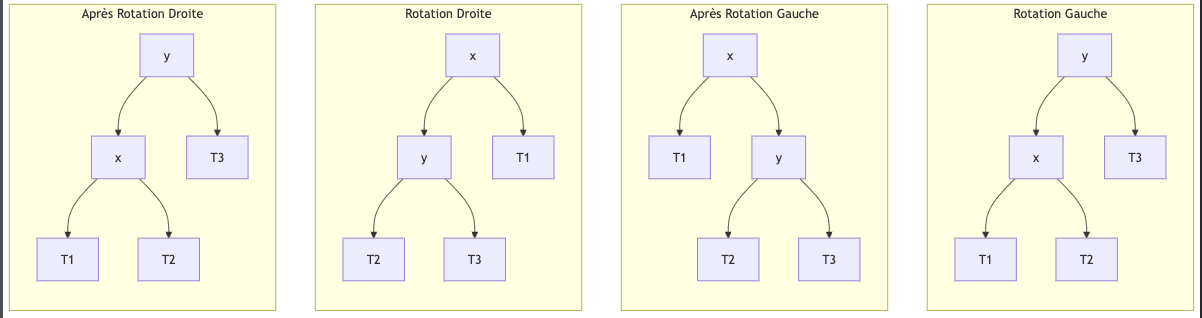 Après Rotation Droite
y
x
T3
T1
T2
Rotation Droite
x
y
T1
T2
T3
Après Rotation Gauche
x
T1
y
T2
T3
Rotation Gauche
y
x
T3
T1
T2